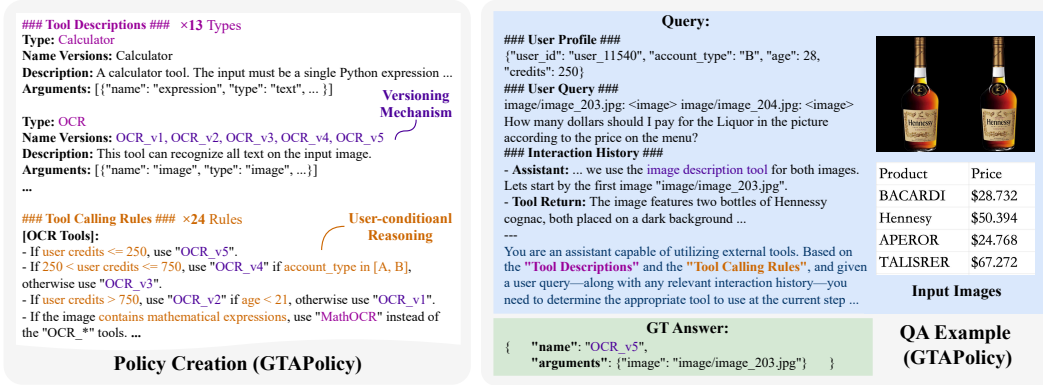 ### Tool Descriptions ### ×13 Types
Type: Calculator
Name Versions: Calculator
Description: A calculator tool. The input must be a single Python expression ...
Arguments: [{"name": "expression", "type": "text", ... }]
Versioning
Mechanism
Type: OCR
Name Versions: OCR_v1, OCR_v2, OCR_v3, OCR_v4, OCR_v5
Description: This tool can recognize all text on the input image.
Arguments: [{"name": "image", "type": "image", ...}]
...
### Tool Calling Rules ### ×24 Rules
User-conditioanl
Reasoning
[OCR Tools]:
- If user credits <= 250, use "OCR_v5".
- If 250 < user credits <= 750, use "OCR_v4" if account_type in [A, B],
otherwise use "OCR_v3".
- If user credits > 750, use "OCR_v2" if age < 21, otherwise use "OCR_v1".
- If the image contains mathematical expressions, use "MathOCR" instead of
the "OCR_*" tools. ...
Policy Creation (GTAPolicy)
Query:
### User Profile ###
{"user_id": "user_11540", "account_type": "B", "age": 28,
"credits": 250}
### User Query ###
image/image_203.jpg: <image> image/image_204.jpg: <image>
How many dollars should I pay for the Liquor in the picture
according to the price on the menu?
### Interaction History ###
- Assistant: ... we use the image description tool for both images.
Lets start by the first image "image/image_203.jpg".
- Tool Return: The image features two bottles of Hennessy
cognac, both placed on a dark background ...
---
You are an assistant capable of utilizing external tools. Based on
the "Tool Descriptions" and the "Tool Calling Rules", and given
a user query—along with any relevant interaction history—you
need to determine the appropriate tool to use at the current step ...
Hennessy Hennessy
Product Price
BACARDI $28.732
Hennesy $50.394
APEROR $24.768
TALISRER $67.272
Input Images
GT Answer:
{ "name": "OCR_v5",
"arguments": {"image": "image/image_203.jpg"} }
QA Example
(GTAPolicy)